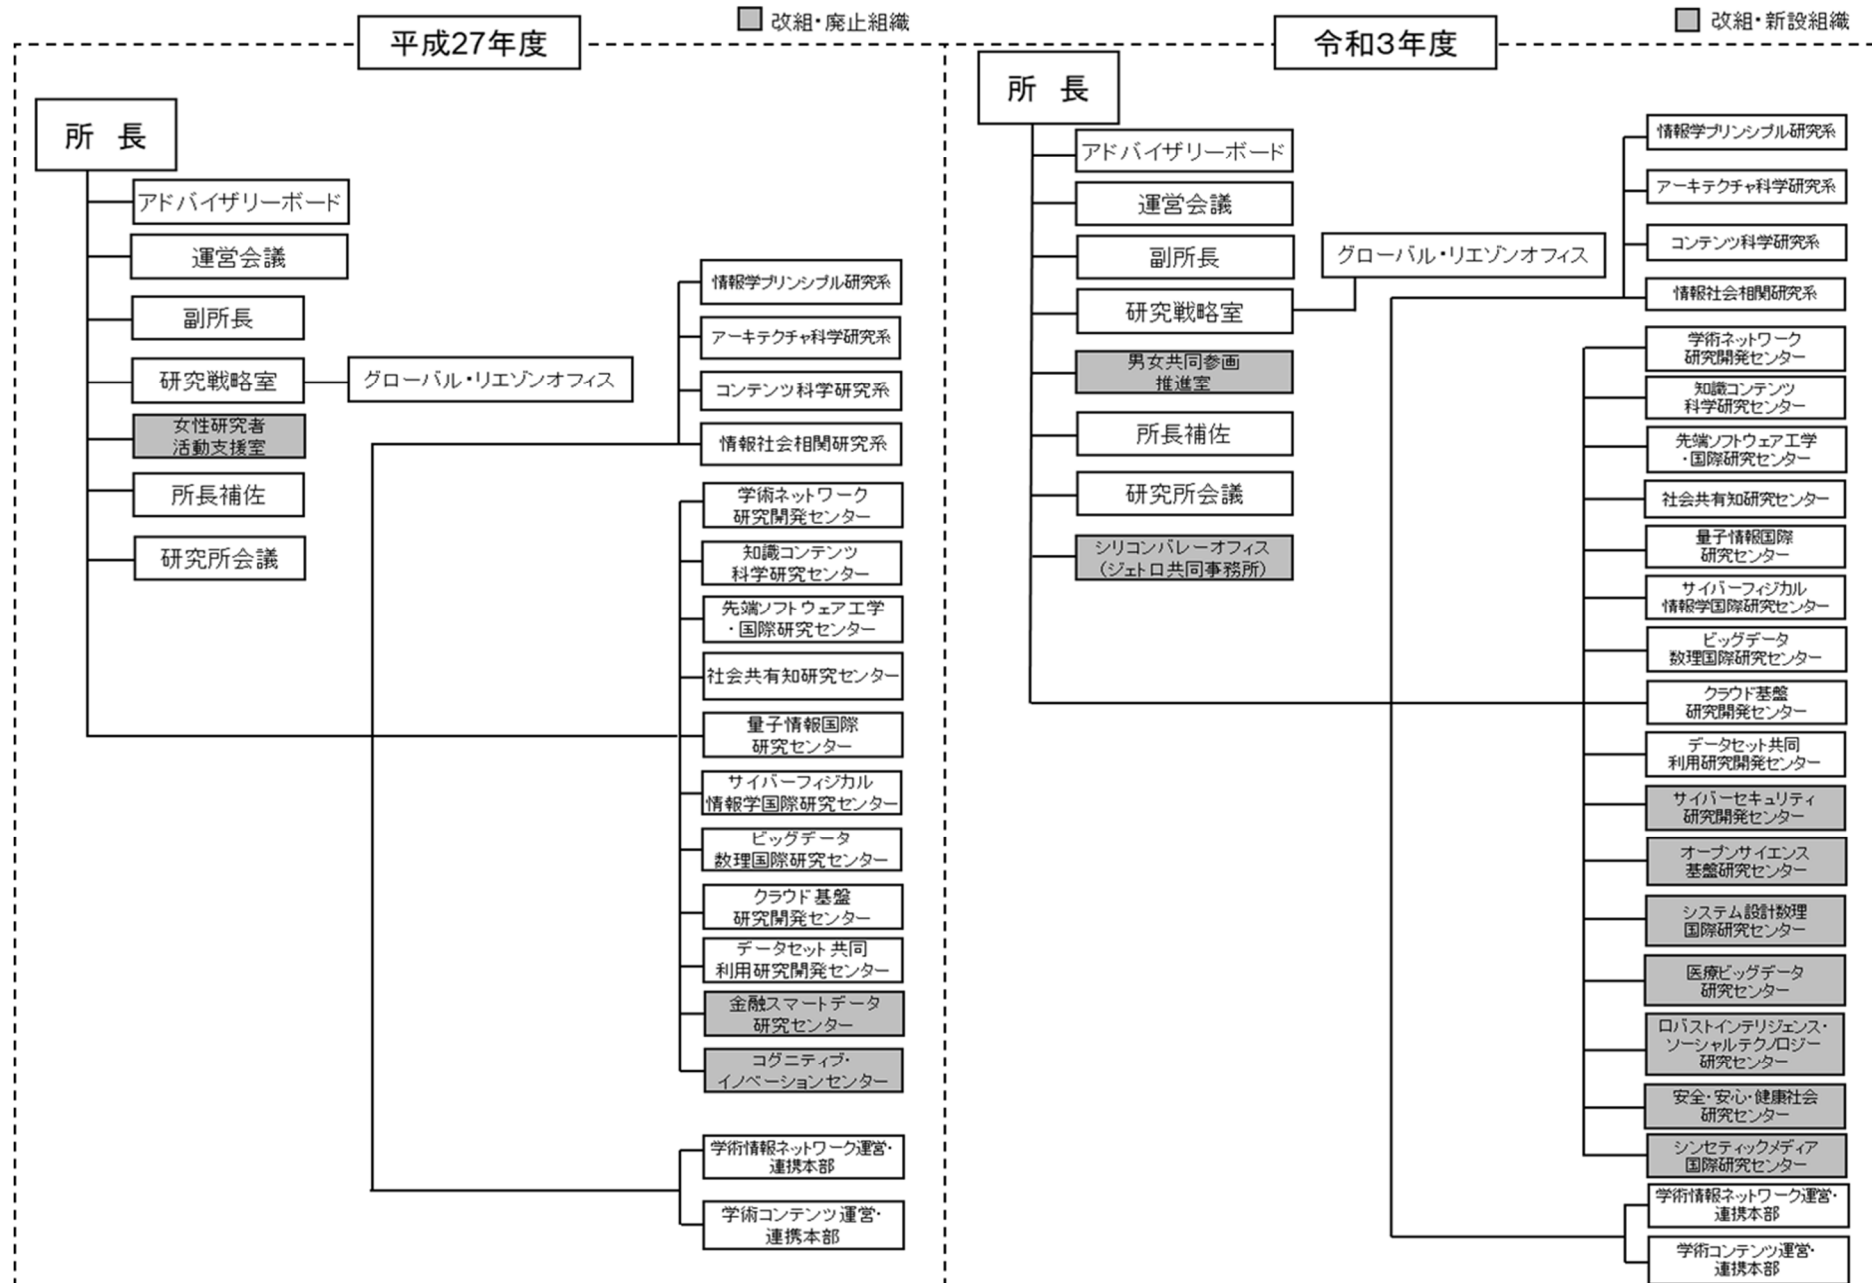 改組・廃止組織
平成27年度
所 長
アドバイザリーボード
運営会議
副所長
研究戦略室
グローバル・リエゾンオフィス
女性研究者
活動支援室
所長補佐
研究所会議
情報学プリンシプル研究系
アーキテクチャ科学研究系
コンテンツ科学研究系
情報社会相関研究系
学術ネットワーク
研究開発センター
知識コンテンツ
科学研究センター
先端ソフトウェア工学
・国際研究センター
社会共有知研究センター
量子情報国際
研究センター
サイバーフィジカル
情報学国際研究センター
ビッグデータ
数理国際研究センター
クラウド基盤
研究開発センター
データセット共同
利用研究開発センター
金融スマートデータ
研究センター
コグニティブ・
イノベーションセンター
学術情報ネットワーク運営・
連携本部
学術コンテンツ運営・
連携本部
改組・新設組織
令和3年度
所 長
アドバイザリーボード
運営会議
副所長
研究戦略室
グローバル・リエゾンオフィス
男女共同参画
推進室
所長補佐
研究所会議
シリコンバレーオフィス
(ジェトロ共同事務所)
情報学プリンシプル研究系
アーキテクチャ科学研究系
コンテンツ科学研究系
情報社会相関研究系
学術ネットワーク
研究開発センター
知識コンテンツ
科学研究センター
先端ソフトウェア工学
・国際研究センター
社会共有知研究センター
量子情報国際
研究センター
サイバーフィジカル
情報学国際研究センター
ビッグデータ
数理国際研究センター
クラウド基盤
研究開発センター
データセット共同
利用研究開発センター
サイバーセキュリティ
研究開発センター
オープンサイエンス
基盤研究センター
システム設計数理
国際研究センター
医療ビッグデータ
研究センター
ロバストインテリジェンス・
ソーシャルテクノロジー
研究センター
安全・安心・健康社会
研究センター
シンセティックメディア
国際研究センター
学術情報ネットワーク運営・
連携本部
学術コンテンツ運営・
連携本部